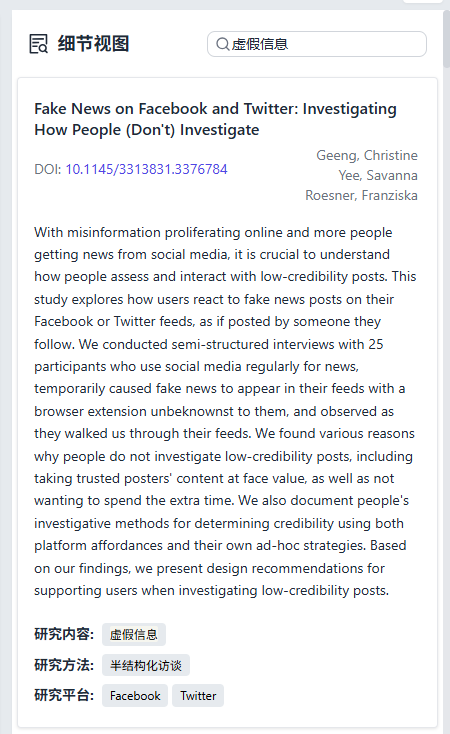 细节视图
虚假信息
Fake News on Facebook and Twitter: Investigating
How People (Don't) Investigate
DOI: 10.1145/3313831.3376784
Geeng, Christine
Yee, Savanna
Roesner, Franziska
With misinformation proliferating online and more people
getting news from social media, it is crucial to understand
how people assess and interact with low-credibility posts. This
study explores how users react to fake news posts on their
Facebook or Twitter feeds, as if posted by someone they
follow. We conducted semi-structured interviews with 25
participants who use social media regularly for news,
temporarily caused fake news to appear in their feeds with a
browser extension unbeknownst to them, and observed as
they walked us through their feeds. We found various reasons
why people do not investigate low-credibility posts, including
taking trusted posters' content at face value, as well as not
wanting to spend the extra time. We also document people's
investigative methods for determining credibility using both
platform affordances and their own ad-hoc strategies. Based
on our findings, we present design recommendations for
supporting users when investigating low-credibility posts.
研究内容: 虚假信息
研究方法: 半结构化访谈
研究平台: Facebook Twitter